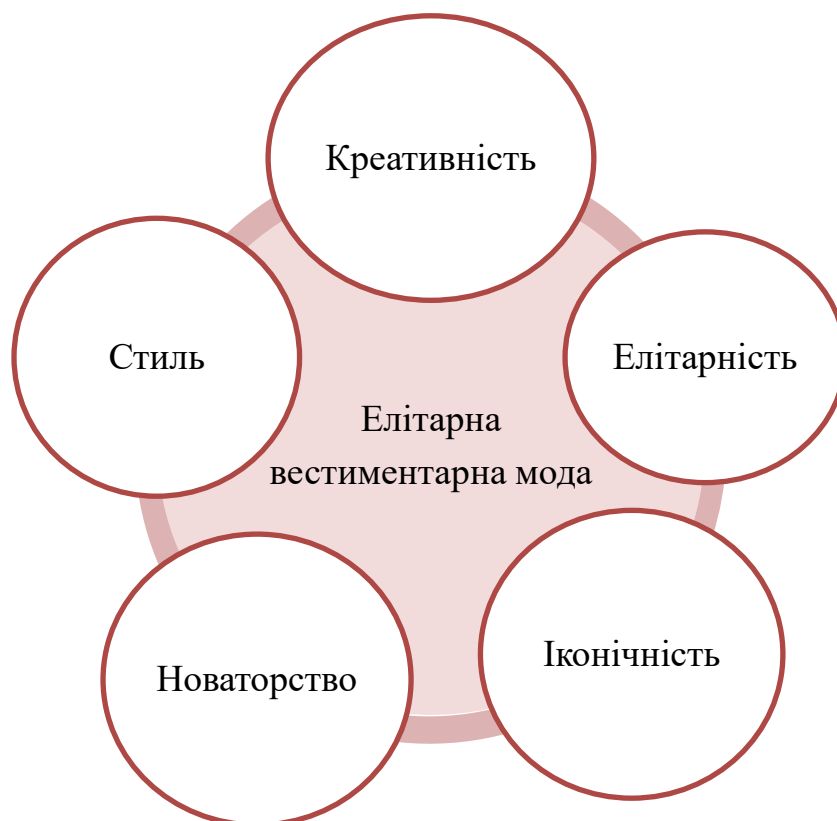 Креативність
Стиль
Елітарність
Елітарна
вестиментарна мода
Новаторство
Іконічність